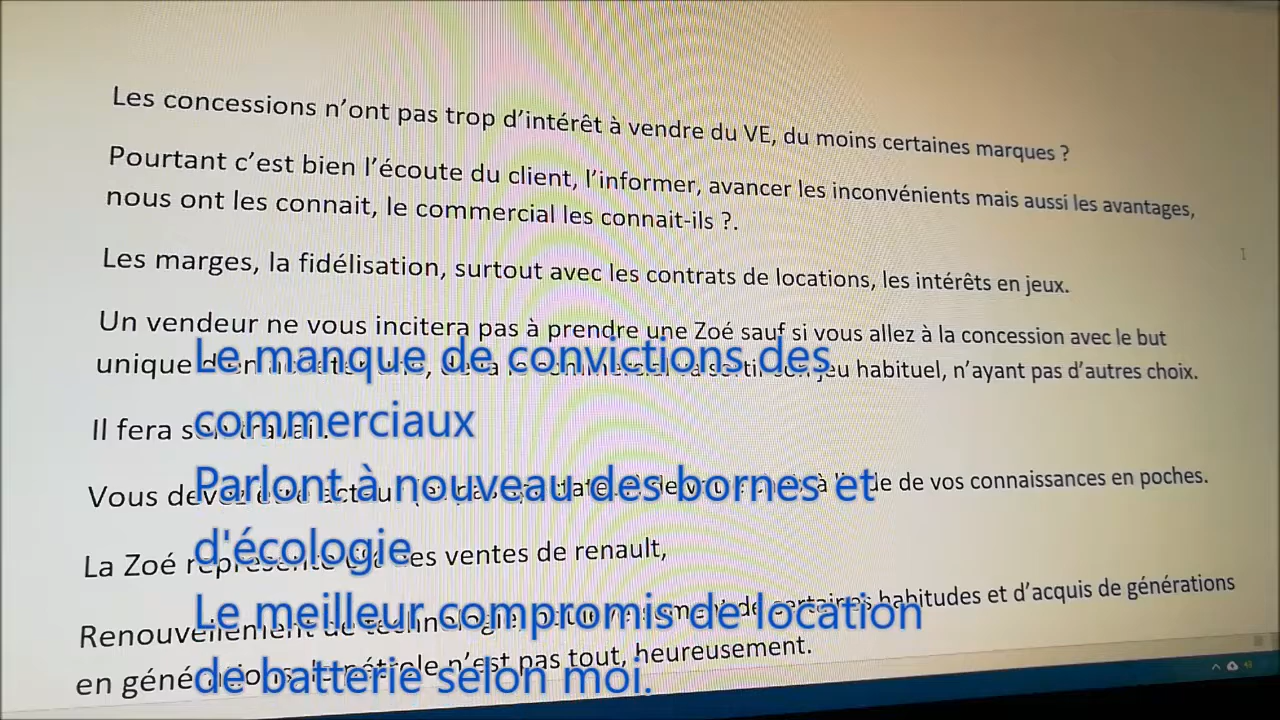 Les concessions n'ont pas trop d'intérêt à vendre du VE, du moins certaines marques ?
Pourtant c'est bien l'écoute du client, l'informer, avancer les inconvénients mais aussi les avantages,
nous ont les connait, le commercial les connait-ils ?.
Les marges, la fidélisation, surtout avec les contrats de locations, les intérêts en jeux.
Un vendeur ne vous incitera pas à prendre une Zoé sauf si vous allez à la concession avec le but
unique jeu habituel, n'ayant pas d'autres choix.
Le manque de convictions des
Il fera
commerciaux
Vous de vos connaissances en poches.
Parlont à nouveau des bornes et
La Zoé représente ventes de renault,
d'écologie
habitudes et d'acquis de générations
Le meilleur compromis de location
en n'est pas tout, heureusement.
de batterie selon moi.